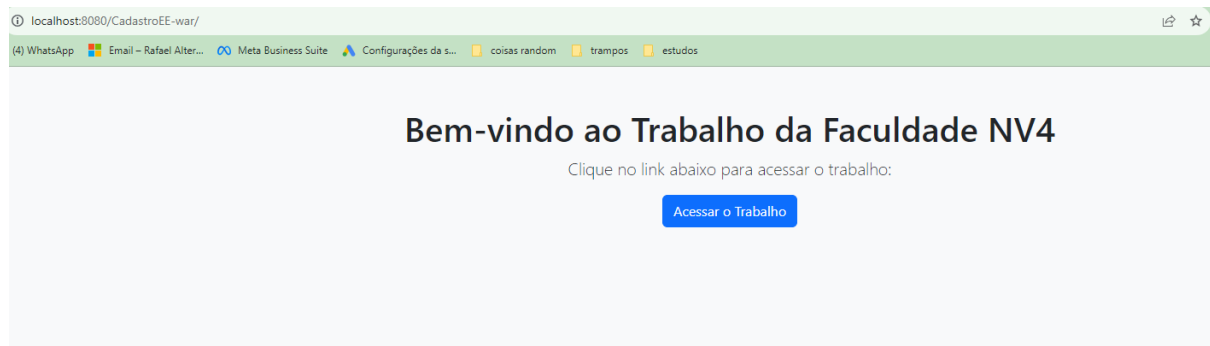 localhost:8080/CadastroEE-war/
(4) WhatsApp Email – Rafael Alter... Meta Business Suite Configurações da s... coisas random trampos estudos
Bem-vindo ao Trabalho da Faculdade NV4
Clique no link abaixo para acessar o trabalho:
Acessar o Trabalho